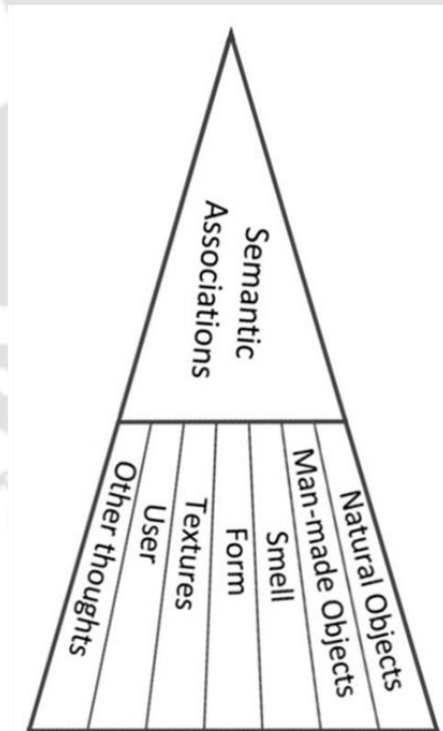 Semantic
Associations
Natural Objects
Man-made Objects
Smell
Form
Textures
User
Other thoughts